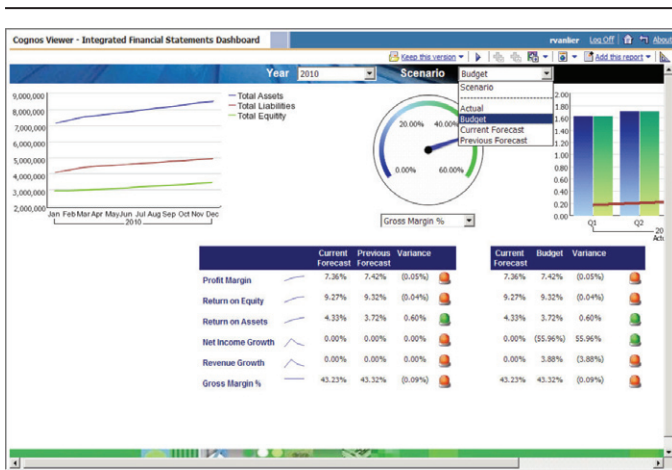 Cognos Viewer - Integrated Financial Statements Dashboard
rvanlier Log Off About
Keep this version Add this report
Year 2010 Scenario Budget
Scenario
Actual
Budget
Current Forecast
Previous Forecast
9,000,000
8,000,000
7,000,000
6,000,000
5,000,000
4,000,000
3,000,000
2,000,000
Jan Feb Mar Apr May Jun Jul Aug Sep Oct Nov Dec
2010
Total Assets
Total Liabilities
Total Equity
20.00% 40.00%
0.00% 60.00%
Gross Margin %
2.00
1.40
1.20
1.00
0.80
0.60
0.40
0.20
0.00
Q1 Q2
20
Actu
Current Forecast Previous Forecast Variance Current Forecast Budget Variance
Profit Margin 7.36% 7.42% (0.05%) 7.36% 7.42% (0.05%)
Return on Equity 9.27% 9.32% (0.04%) 9.27% 9.32% (0.04%)
Return on Assets 4.33% 3.72% 0.60% 4.33% 3.72% 0.60%
Net Income Growth 0.00% 0.00% 0.00% 0.00% (55.96%) 55.96%
Revenue Growth 0.00% 0.00% 0.00% 0.00% 3.88% (3.88%)
Gross Margin % 43.23% 43.32% (0.09%) 43.23% 43.32% (0.09%)